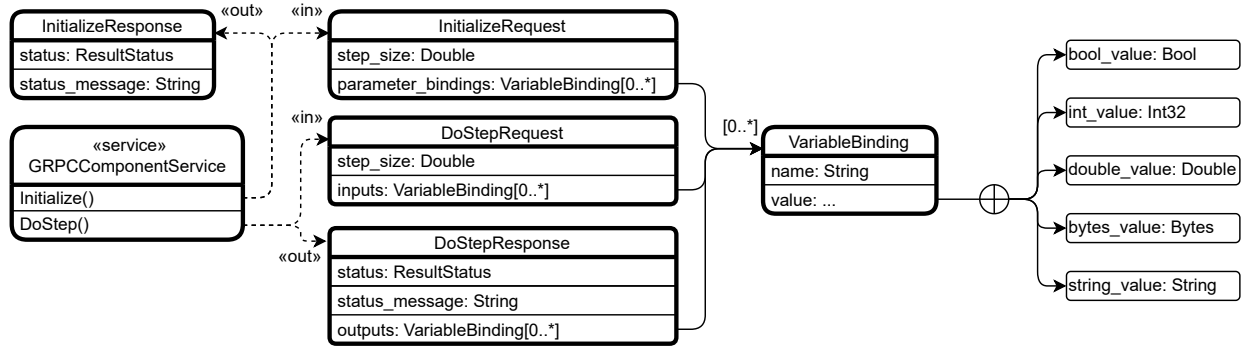 InitializeResponse
status: ResultStatus
status_message: String
«out»
«in»
InitializeRequest
step_size: Double
parameter_bindings: VariableBinding[0..*]
«service»
GRPCComponentService
Initialize()
DoStep()
«in»
DoStepRequest
step_size: Double
inputs: VariableBinding[0..*]
«out»
DoStepResponse
status: ResultStatus
status_message: String
outputs: VariableBinding[0..*]
[0..*]
VariableBinding
name: String
value: ...
bool_value: Bool
int_value: Int32
double_value: Double
bytes_value: Bytes
string_value: String